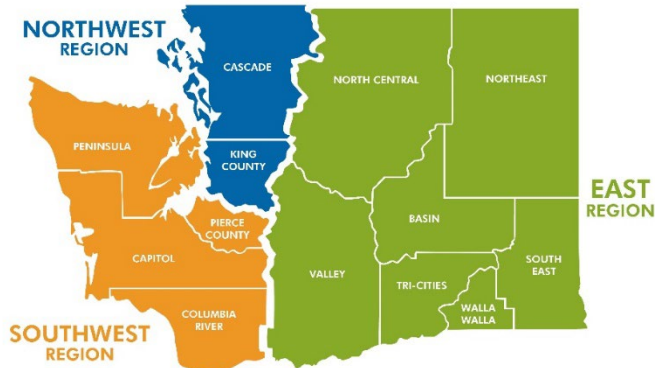 NORTHWEST
REGION
CASCADE
NORTH CENTRAL
NORTHEAST
PENINSULA
KING
COUNTY
EAST
REGION
PIERCE
COUNTY
BASIN
CAPITOL
VALLEY
SOUTH
EAST
TRI-CITIES
COLUMBIA
RIVER
WALLA
WALLA
SOUTHWEST
REGION